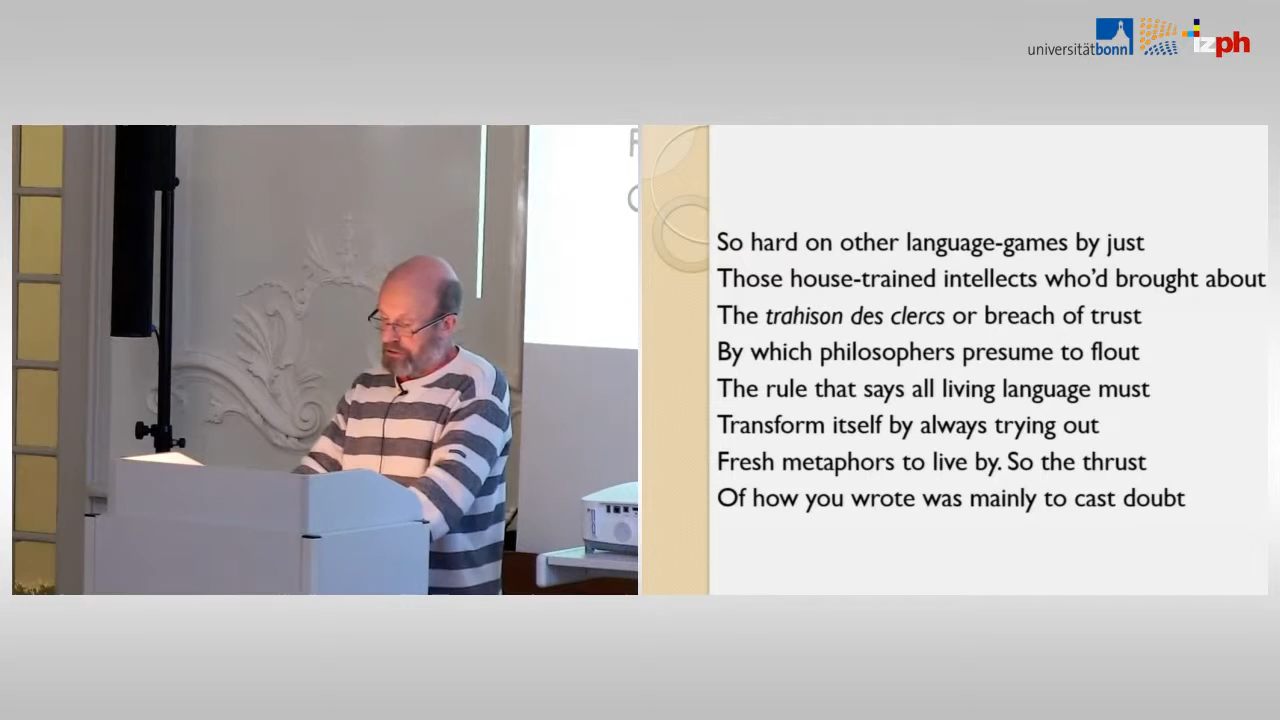 universitätbonn
izph
So hard on other language-games by just
Those house-trained intellects who’d brought about
The trahison des clercs or breach of trust
By which philosophers presume to flout
The rule that says all living language must
Transform itself by always trying out
Fresh metaphors to live by. So the thrust
Of how you wrote was mainly to cast doubt